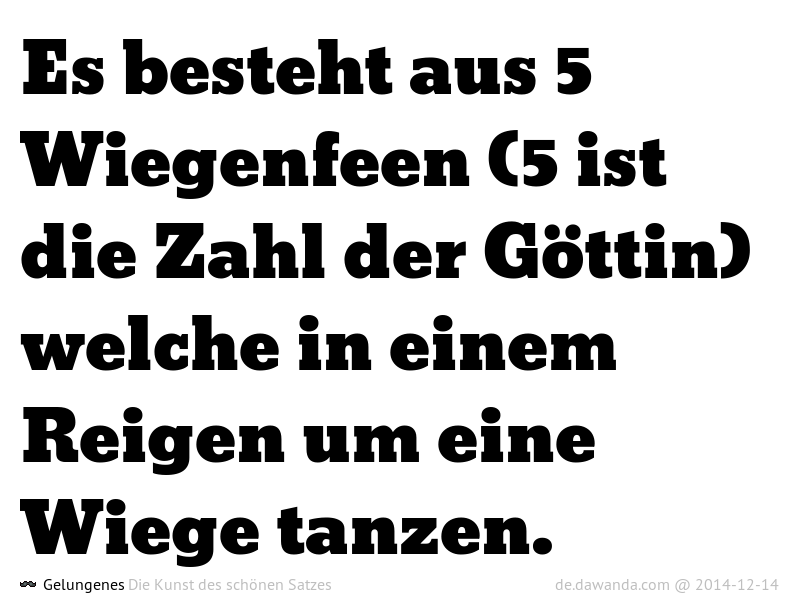 Es besteht aus 5
Wiegenfeen (5 ist
die Zahl der Göttin)
welche in einem
Reigen um eine
Wiege tanzen.
Gelungenes Die Kunst des schönen Satzes de.dawanda.com @ 2014-12-14